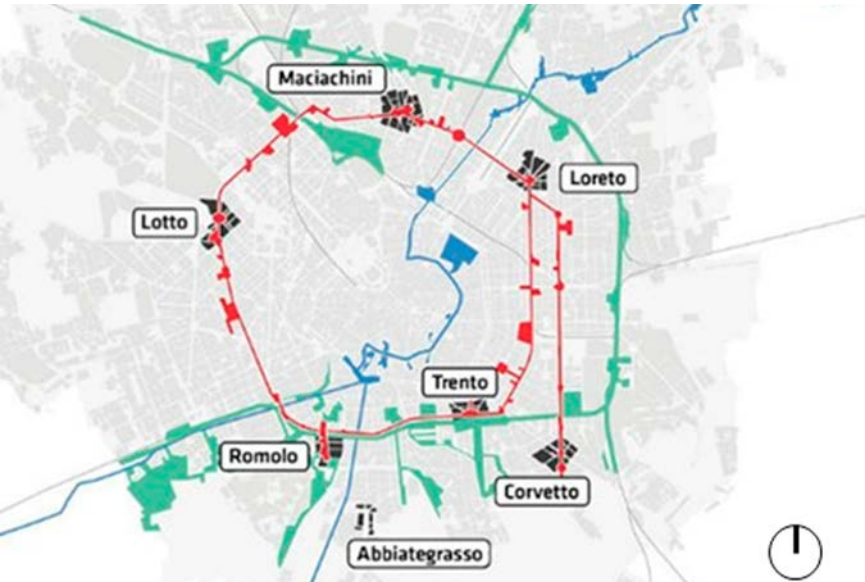 Maciachini
Loreto
Lotto
Trento
Romolo
Corvetto
Abbiategrasso